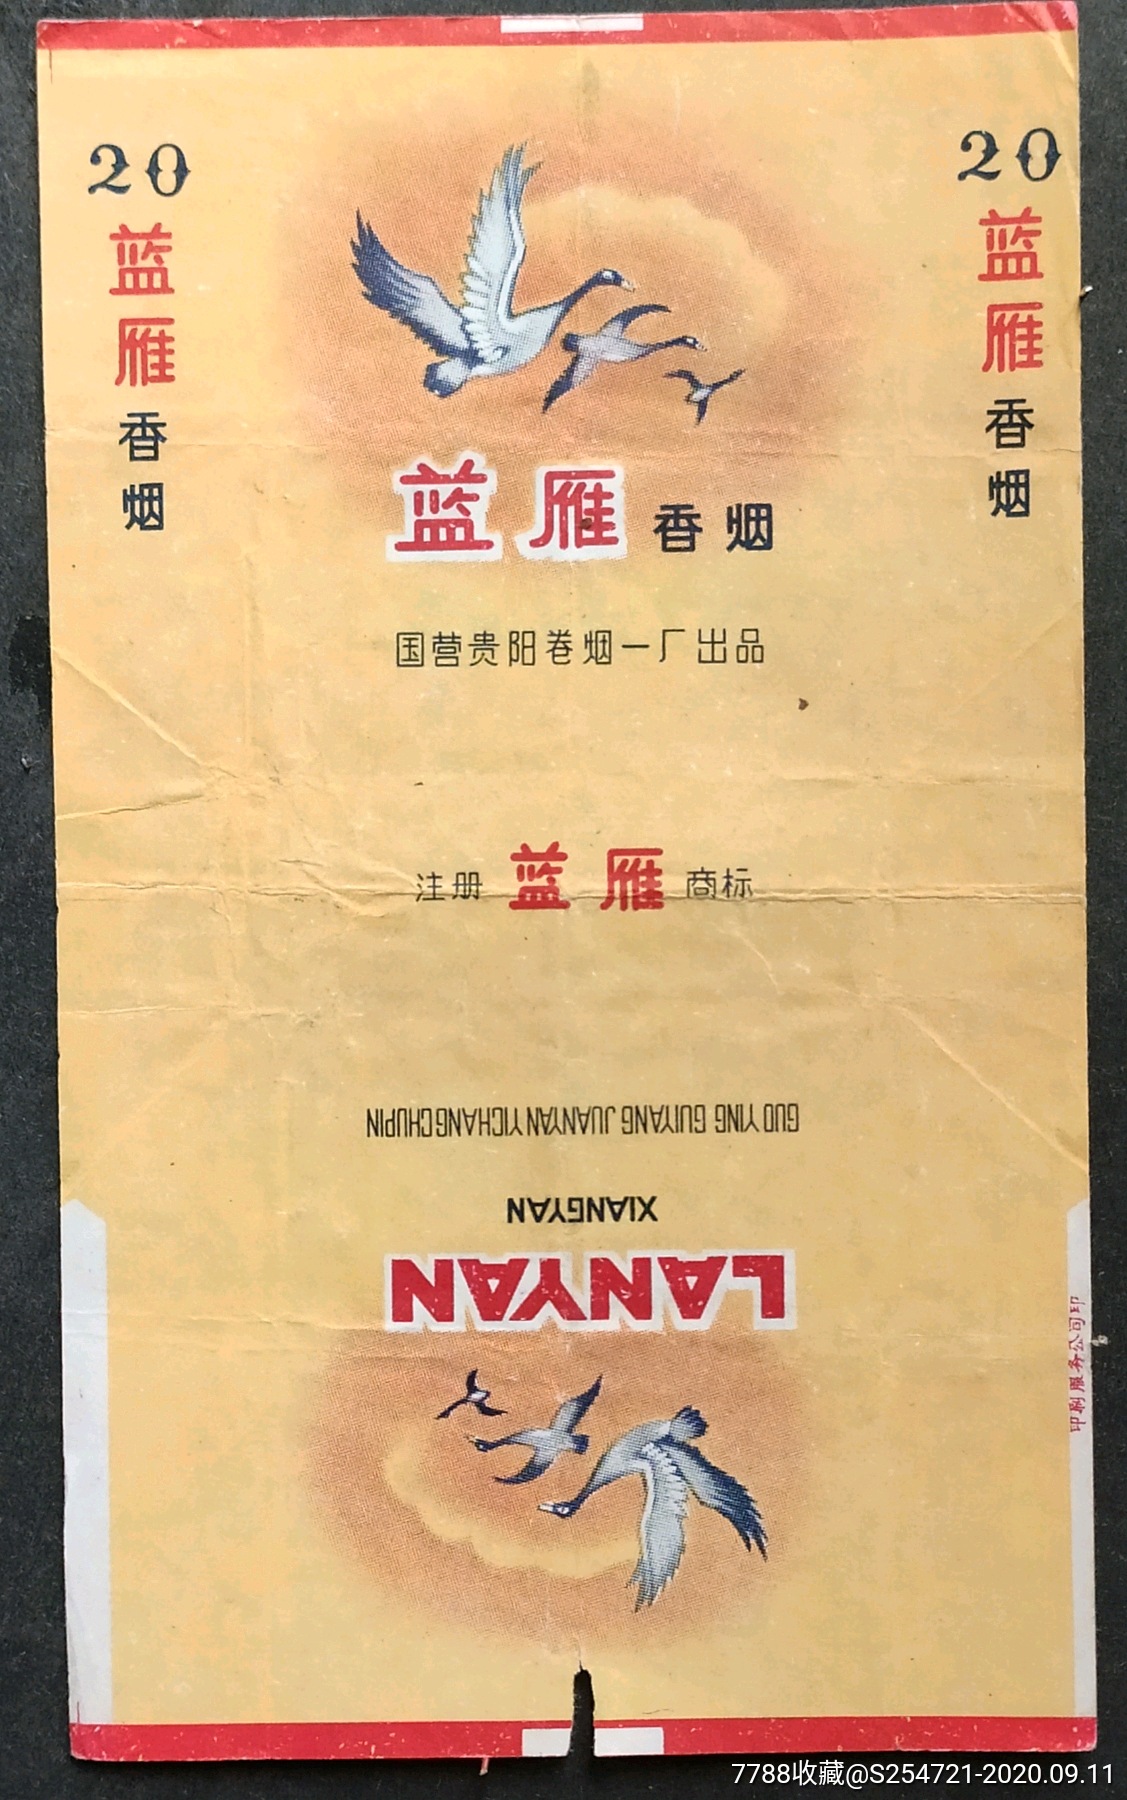 20
蓝雁香烟
20
蓝雁香烟
蓝雁 香烟
国营贵阳卷烟一厂出品
注册 蓝雁 商标
GUO YING GUIYANG JUANYAN YICHANG CHUPIN
XIANGYAN
LANYAN
印刷服务公司印
7788收藏@S254721-2020.09.11